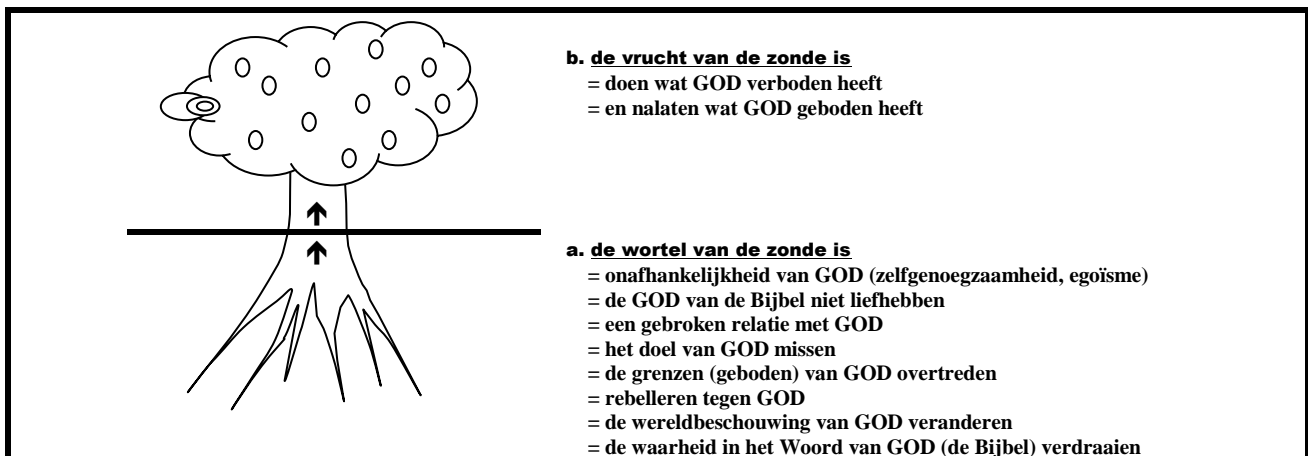 b. de vrucht van de zonde is
= doen wat GOD verboden heeft
= en nalaten wat GOD geboden heeft
a. de wortel van de zonde is
= onafhankelijkheid van GOD (zelfgenoegzaamheid, egoïsme)
= de GOD van de Bijbel niet liefhebben
= een gebroken relatie met GOD
= het doel van GOD missen
= de grenzen (geboden) van GOD overtreden
= rebelleren tegen GOD
= de wereldbeschouwing van GOD veranderen
= de waarheid in het Woord van GOD (de Bijbel) verdraaien